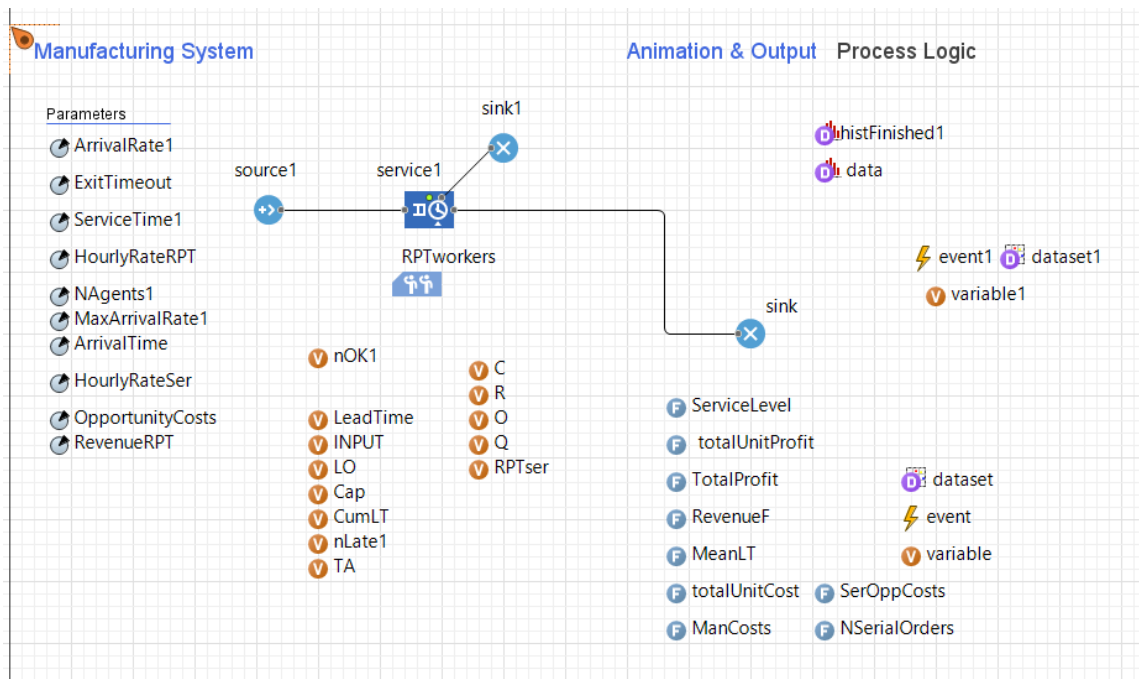 Manufacturing System
Animation & Output Process Logic
Parameters
ArrivalRate1
ExitTimeout
ServiceTime1
HourlyRateRPT
NAgents1
MaxArrivalRate1
ArrivalTime
HourlyRateSer
OpportunityCosts
RevenueRPT
source1
service1
sink1
RPTworkers
sink
nOK1
LeadTime
INPUT
LO
Cap
CumLT
nLate1
TA
C
R
O
Q
RPTser
histFinished1
data
event1
dataset1
variable1
ServiceLevel
totalUnitProfit
TotalProfit
RevenueF
MeanLT
totalUnitCost
ManCosts
SerOppCosts
NSerialOrders
dataset
event
variable